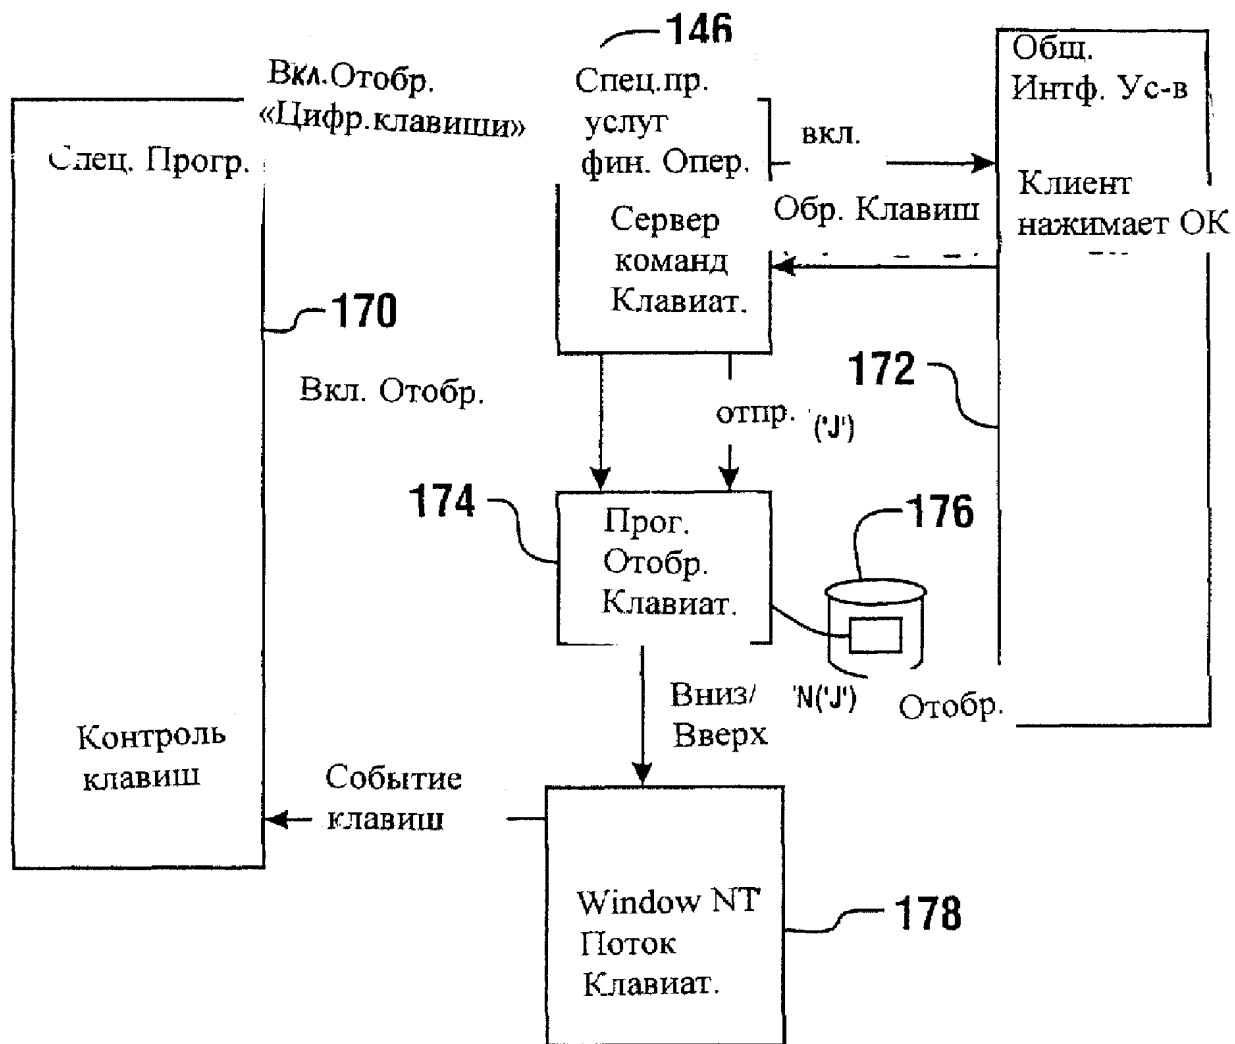 146
Вкл.Отобр.
«Цифр.клавиши»
Спец. Прогр.
Спец.пр.
услуг
фин. Опер.
Сервер
команд
Клавиат.
вкл.
Обр. Клавиш
Общ.
Интф. Ус-в
Клиент
нажимает ОК
170
Вкл. Отобр.
отпр. ('J')
172
174
Прог.
Отобр.
Клавиат.
176
Вниз/
Вверх
'N('J')
Отобр.
Контроль
клавиш
Событие
клавиш
Window NT
Поток
Клавиат.
178